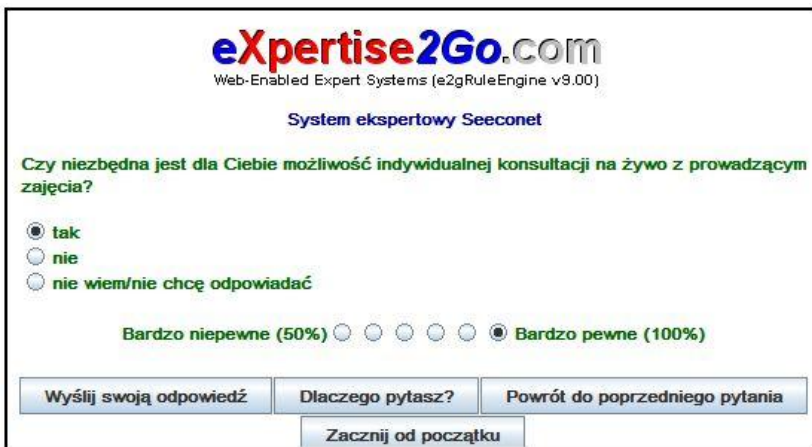 eXpertise2Go.com
Web-Enabled Expert Systems (e2gRuleEngine v9.00)
System ekspertowy Seeconet
Czy niezbędna jest dla Ciebie możliwość indywidualnej konsultacji na żywo z prowadzącym
zajęcia?
tak
nie
nie wiem/nie chcę odpowiadać
Bardzo niepewne (50%) Bardzo pewne (100%)
Wyślij swoją odpowiedź Dlaczego pytasz? Powrót do poprzedniego pytania
Zacznij od początku